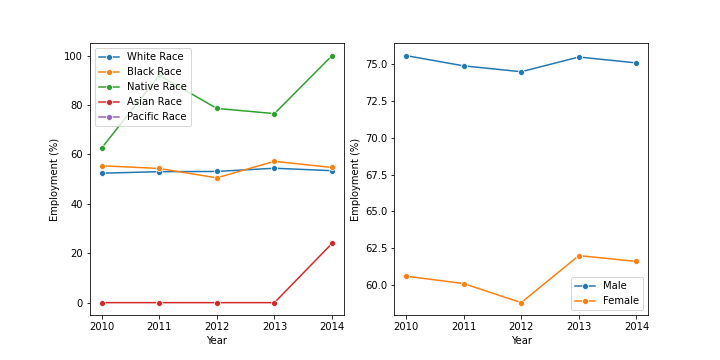 100
80
60
40
20
0
Employment (%)
White Race
Black Race
Native Race
Asian Race
Pacific Race
2010 2011 2012 2013 2014
Year
75.0
72.5
70.0
67.5
65.0
62.5
60.0
Employment (%)
Male
Female
2010 2011 2012 2013 2014
Year